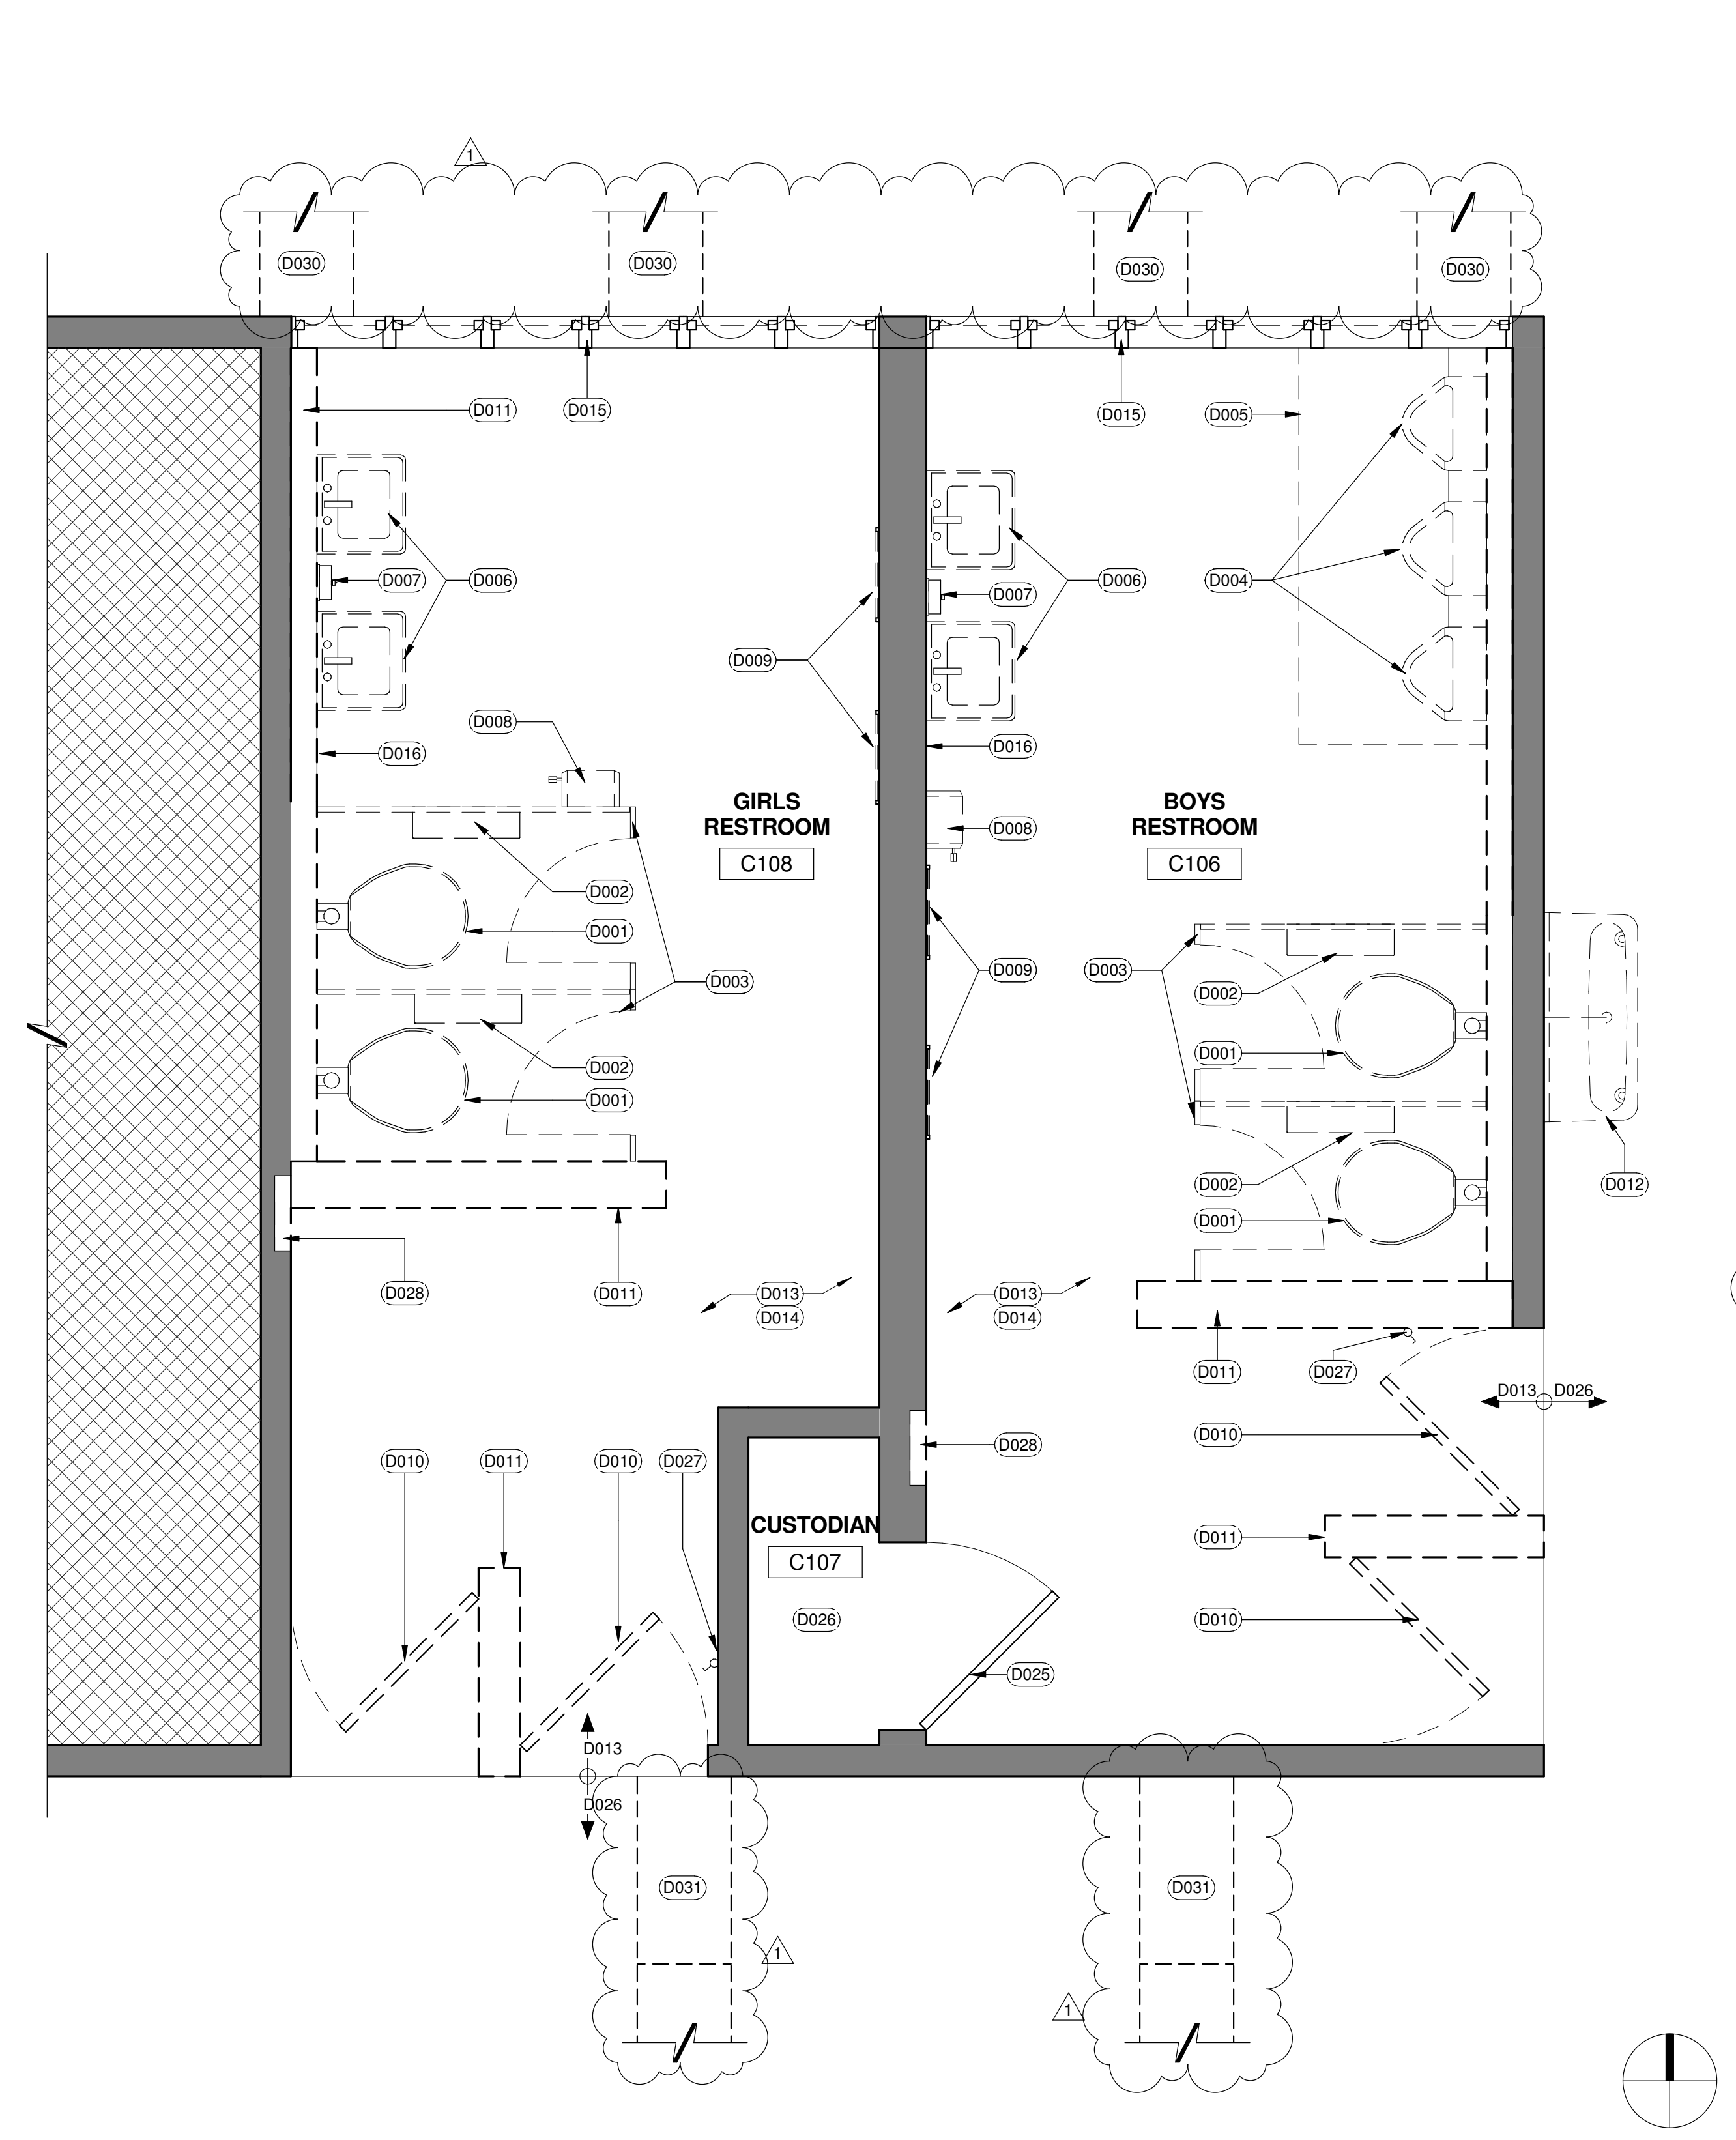 1
D030 D030 D030 D030
D011 D015 D015 D005
D007 D006 D007 D006 D004
D009
D008
D016 D016
GIRLS
RESTROOM
C108
BOYS
RESTROOM
C106
D008
D002
D001
D003
D009
D003
D002
D002
D001
D001
D002
D001
D012
D028 D011
D013
D014
D013
D014
D011 D027
D013 D026
D010
D028
D010 D011 D010 D027
CUSTODIAN
C107
D011
D026
D010
D025
D013
D026
D031 D031
1
1